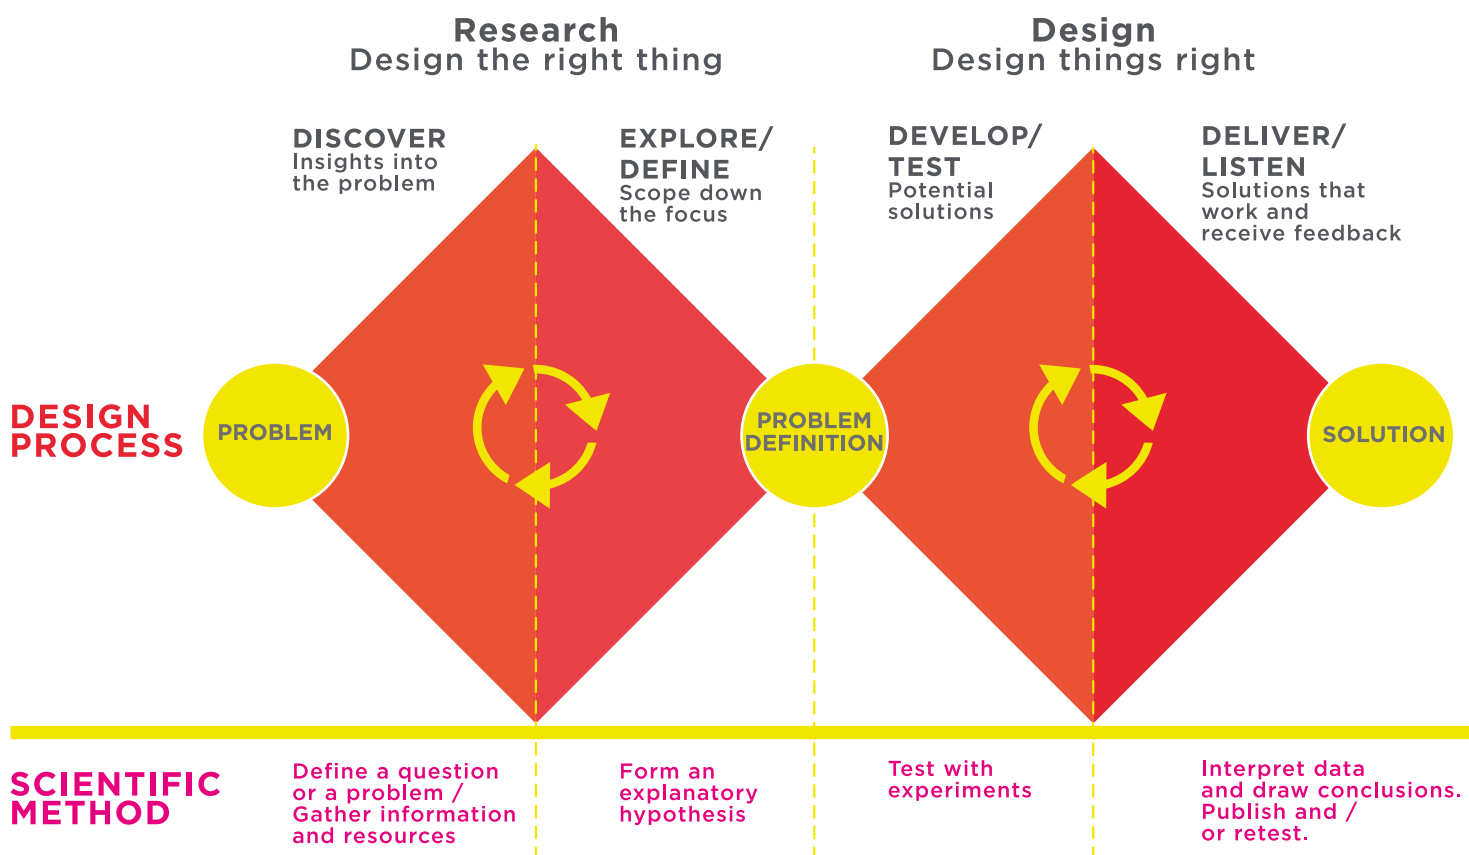 Research
Design the right thing
Design
Design things right
DISCOVER
Insights into
the problem
EXPLORE/
DEFINE
Scope down
the focus
DEVELOP/
TEST
Potential
solutions
DELIVER/
LISTEN
Solutions that
work and
receive feedback
DESIGN
PROCESS
PROBLEM
PROBLEM
DEFINITION
SOLUTION
SCIENTIFIC
METHOD
Define a question
or a problem /
Gather information
and resources
Form an
explanatory
hypothesis
Test with
experiments
Interpret data
and draw conclusions.
Publish and /
or retest.